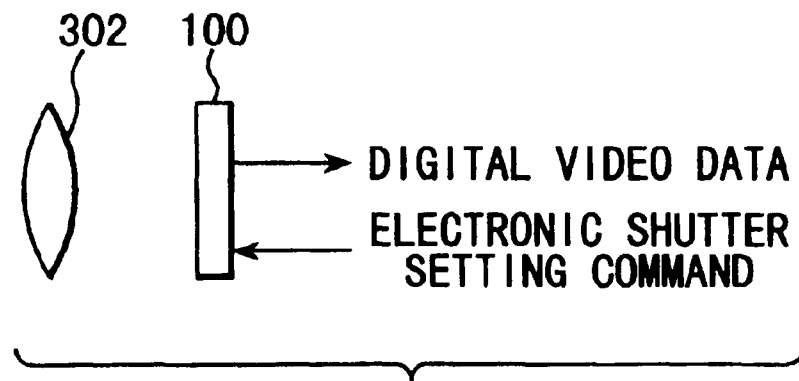 302 100
DIGITAL VIDEO DATA
ELECTRONIC SHUTTER
SETTING COMMAND